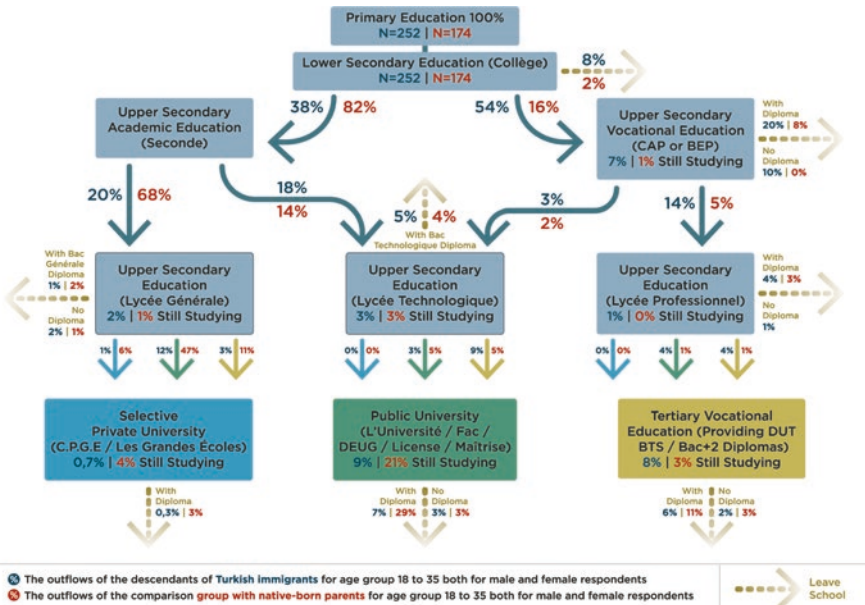 Primary Education 100%
N=252 | N=174
Lower Secondary Education (Collège)
N=252 | N=174
8%
2%
38%
82%
54%
16%
Upper Secondary
Academic Education
(Seconde)
Upper Secondary
Vocational Education
(CAP or BEP)
7% | 1% Still Studying
With
Diploma
20% | 8%
No
Diploma
10% | 0%
20%
68%
18%
14%
5%
4%
With Bac
Technologique Diploma
3%
2%
14%
5%
With Bac
Générale
Diploma
1% | 2%
No
Diploma
2% | 1%
Upper Secondary
Education
(Lycée Générale)
2% | 1% Still Studying
Upper Secondary
Education
(Lycée Technologique)
3% | 3% Still Studying
Upper Secondary
Education
(Lycée Professionnel)
1% | 0% Still Studying
With
Diploma
4% | 3%
No
Diploma
1%
1% 6%
12% 47%
3% 11%
0% 0%
3% 5%
9% 5%
0% 0%
4% 1%
4% 1%
Selective
Private University
(C.P.G.E / Les Grandes Écoles)
0,7% | 4% Still Studying
Public University
(L'Université / Fac /
DEUG / License / Maîtrise)
9% | 21% Still Studying
Tertiary Vocational
Education (Providing DUT
BTS / Bac+2 Diplomas)
8% | 3% Still Studying
With
Diploma
0,3% | 3%
With
Diploma
7% | 29%
No
Diploma
3% | 3%
With
Diploma
6% | 11%
No
Diploma
2% | 3%
% The outflows of the descendants of Turkish immigrants for age group 18 to 35 both for male and female respondents
% The outflows of the comparison group with native-born parents for age group 18 to 35 both for male and female respondents
Leave
School